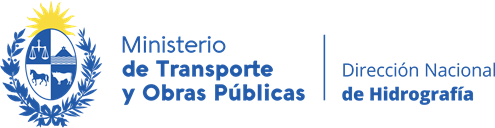 Ministerio
de Transporte
y Obras Públicas
Dirección Nacional
de Hidrografía